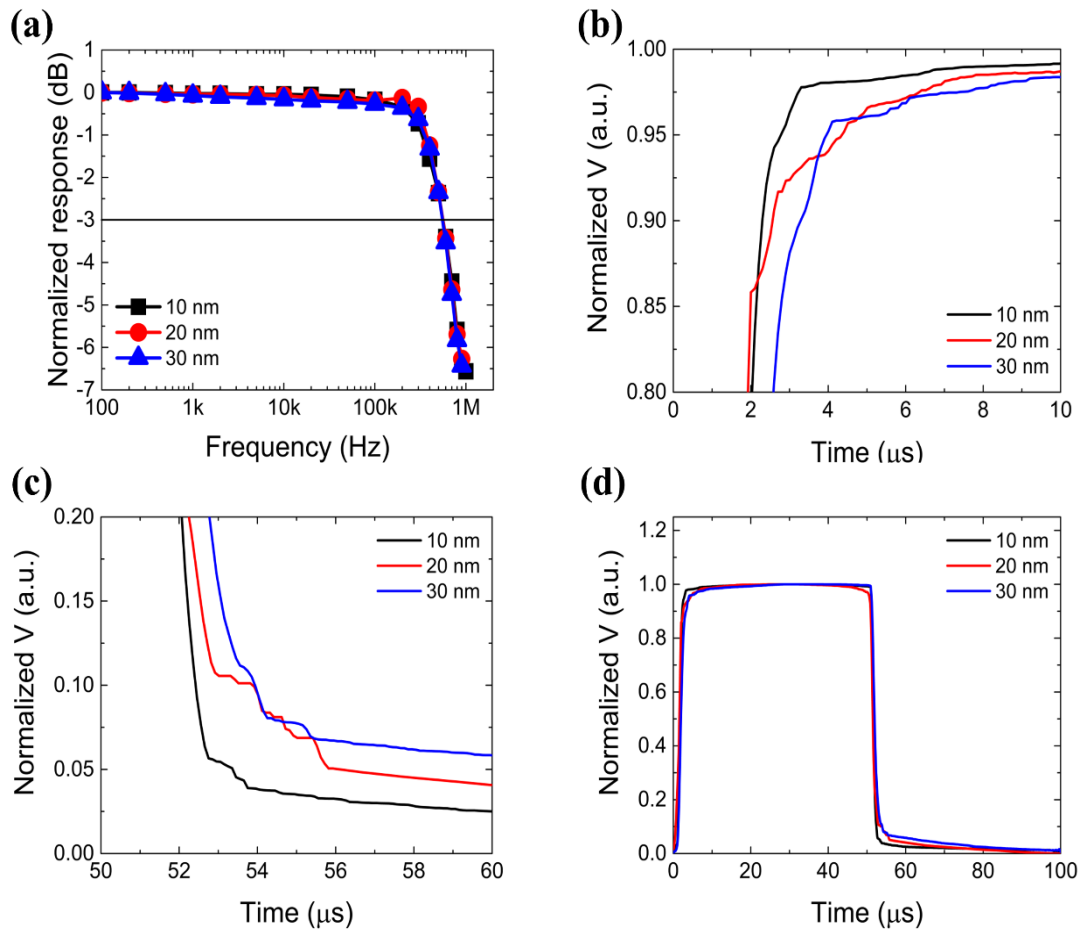 (a)
Normalized response (dB)
1
0
-1
-2
-3
-4
-5
-6
-7
10 nm
20 nm
30 nm
100 1k 10k 100k 1M
Frequency (Hz)
(b)
Normalized V (a.u.)
1.00
0.95
0.90
0.85
0.80
10 nm
20 nm
30 nm
0 2 4 6 8 10
Time (μs)
(c)
Normalized V (a.u.)
0.20
0.15
0.10
0.05
0.00
10 nm
20 nm
30 nm
50 52 54 56 58 60
Time (μs)
(d)
Normalized V (a.u.)
1.2
1.0
0.8
0.6
0.4
0.2
0.0
10 nm
20 nm
30 nm
0 20 40 60 80 100
Time (μs)